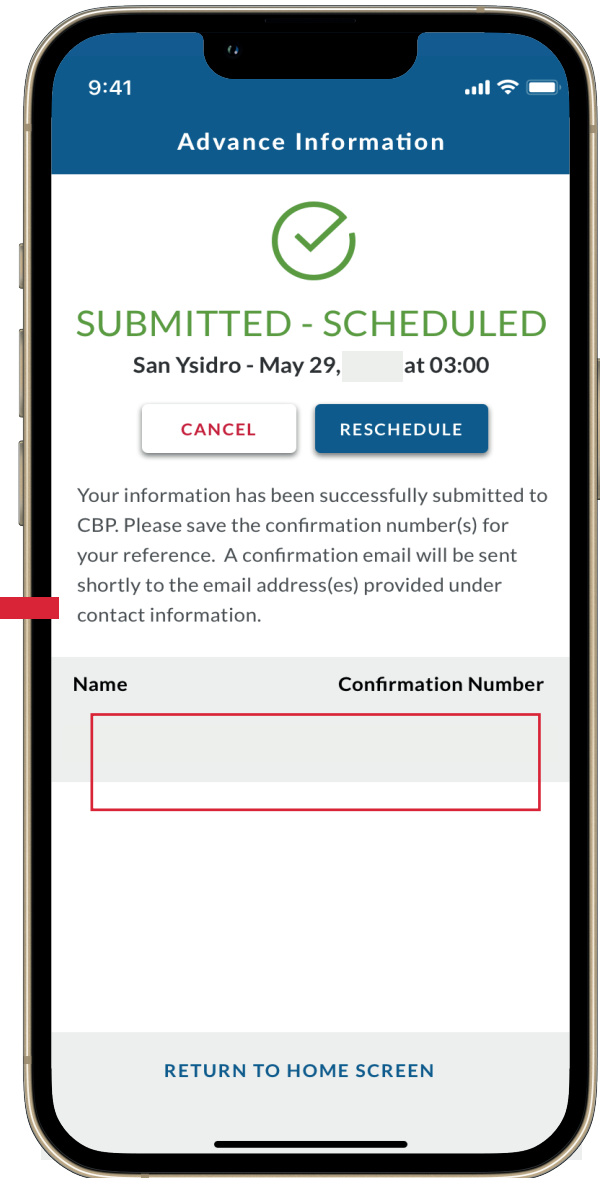 9:41
Advance Information
SUBMITTED - SCHEDULED
San Ysidro - May 29, at 03:00
CANCEL RESCHEDULE
Your information has been successfully submitted to
CBP. Please save the confirmation number(s) for
your reference.  A confirmation email will be sent
shortly to the email address(es) provided under
contact information.
Name Confirmation Number
RETURN TO HOME SCREEN